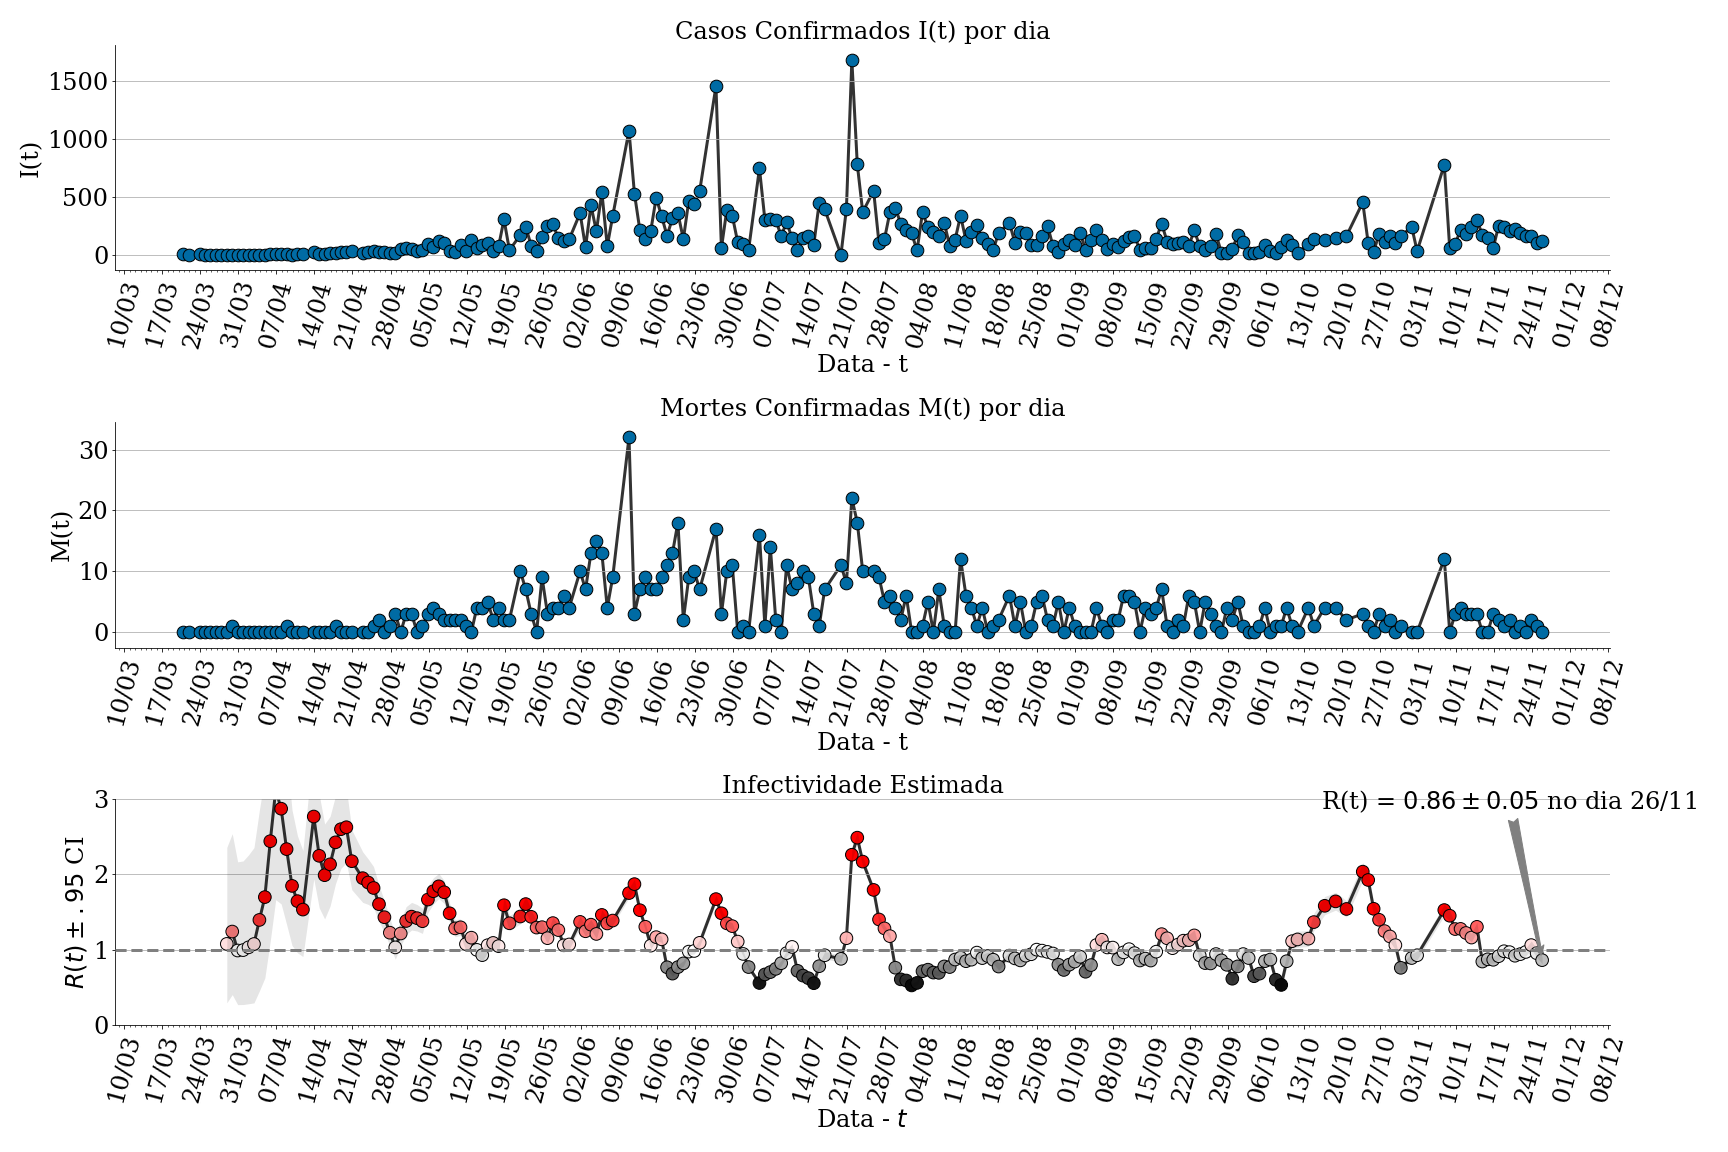 Casos Confirmados I(t) por dia
I(t)
1500
1000
500
0
10/03 17/03 24/03 31/03 07/04 14/04 21/04 28/04 05/05 12/05 19/05 26/05 02/06 09/06 16/06 23/06 30/06 07/07 14/07 21/07 28/07 04/08 11/08 18/08 25/08 01/09 08/09 15/09 22/09 29/09 06/10 13/10 20/10 27/10 03/11 10/11 17/11 24/11 01/12 08/12
Data - t
Mortes Confirmadas M(t) por dia
M(t)
30
20
10
0
10/03 17/03 24/03 31/03 07/04 14/04 21/04 28/04 05/05 12/05 19/05 26/05 02/06 09/06 16/06 23/06 30/06 07/07 14/07 21/07 28/07 04/08 11/08 18/08 25/08 01/09 08/09 15/09 22/09 29/09 06/10 13/10 20/10 27/10 03/11 10/11 17/11 24/11 01/12 08/12
Data - t
Infectividade Estimada
R(t) = 0.86 ± 0.05 no dia 26/11
R(t) ± .95 CI
3
2
1
0
10/03 17/03 24/03 31/03 07/04 14/04 21/04 28/04 05/05 12/05 19/05 26/05 02/06 09/06 16/06 23/06 30/06 07/07 14/07 21/07 28/07 04/08 11/08 18/08 25/08 01/09 08/09 15/09 22/09 29/09 06/10 13/10 20/10 27/10 03/11 10/11 17/11 24/11 01/12 08/12
Data - t